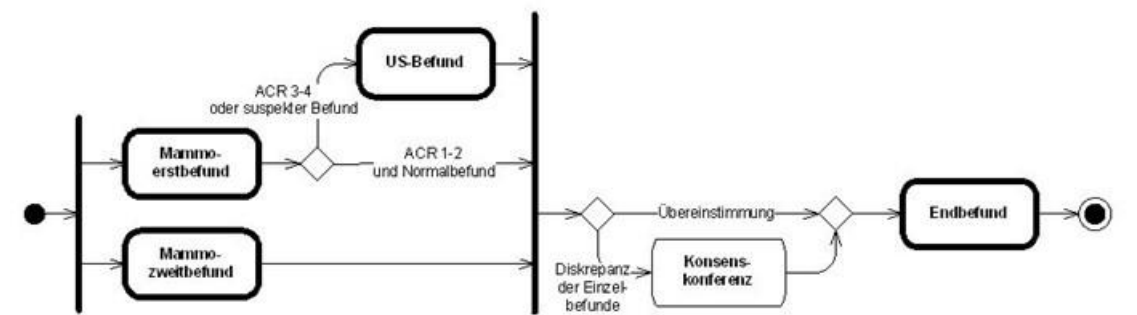 US-Befund
ACR 3-4
oder suspekter Befund
Mammo-
erstbefund
ACR 1-2
und Normalbefund
Mammo-
zweitbefund
Übereinstimmung
Diskrepanz
der Einzel-
befunde
Konsens-
konferenz
Endbefund